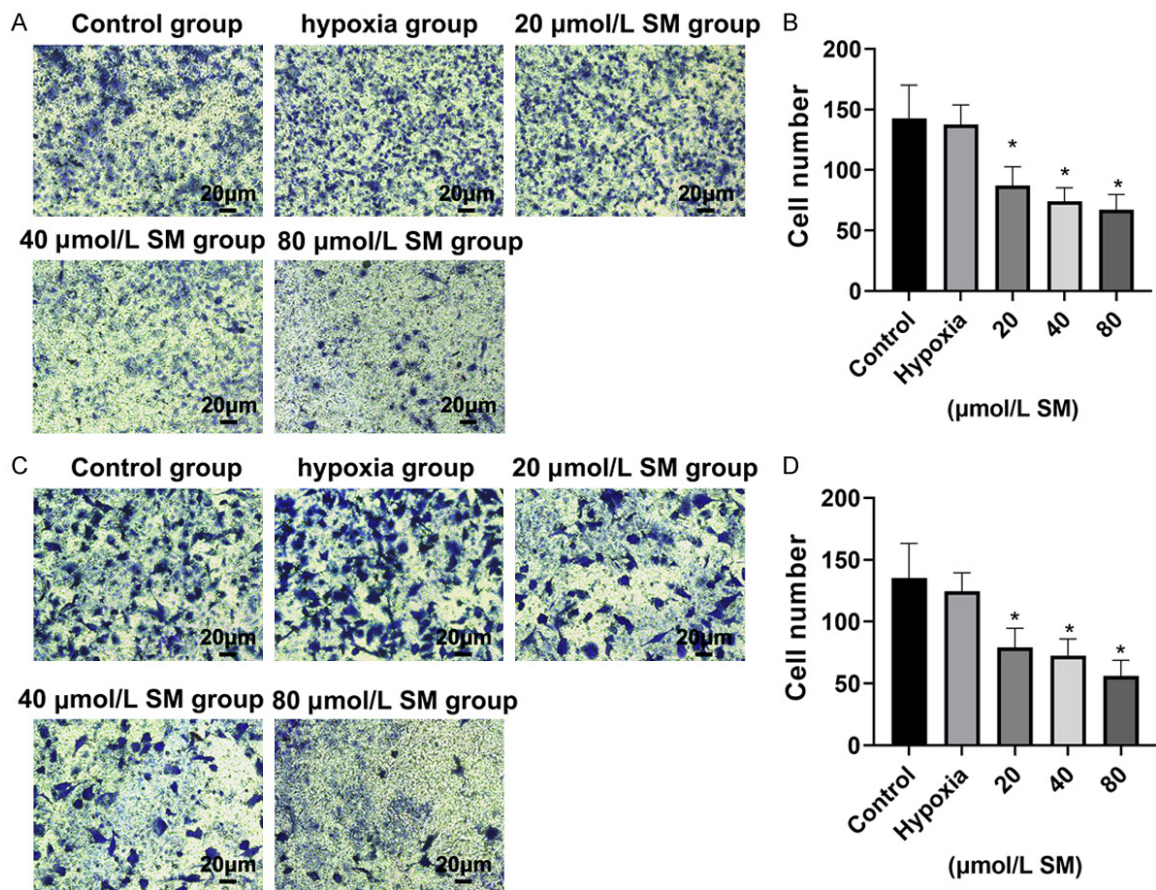 A
Control group
hypoxia group
20 µmol/L SM group
20µm
20µm
20µm
40 µmol/L SM group
80 µmol/L SM group
20µm
20µm
B
Cell number
200
150
100
50
0
*
*
*
Control
Hypoxia
20
40
80
(µmol/L SM)
C
Control group
hypoxia group
20 µmol/L SM group
20µm
20µm
20µm
40 µmol/L SM group
80 µmol/L SM group
20µm
20µm
D
Cell number
200
150
100
50
0
*
*
*
Control
Hypoxia
20
40
80
(µmol/L SM)